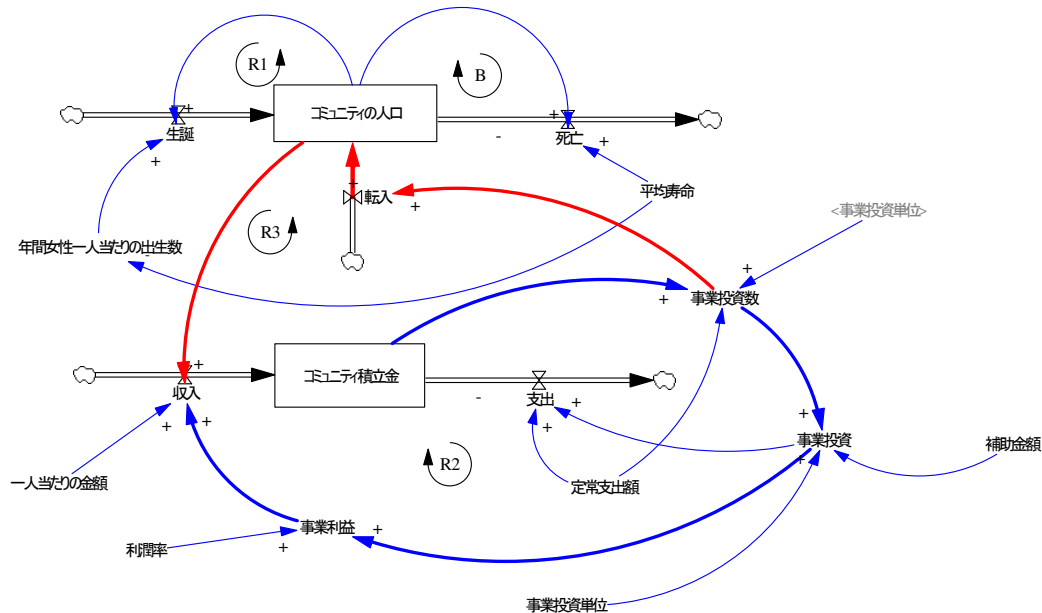 R1
B
コミュニティの人口
+
+
生誕
+
-
死亡
+
+
+
転入
+
平均寿命
<事業投資単位>
R3
年間女性一人当たりの出生数
-
+
+
事業投資数
+
コミュニティ積立金
収入
+
-
支出
+
+
+
+
+
事業投資
+
補助金額
R2
一人当たりの金額
定常支出額
事業利益
+
利潤率
+
事業投資単位